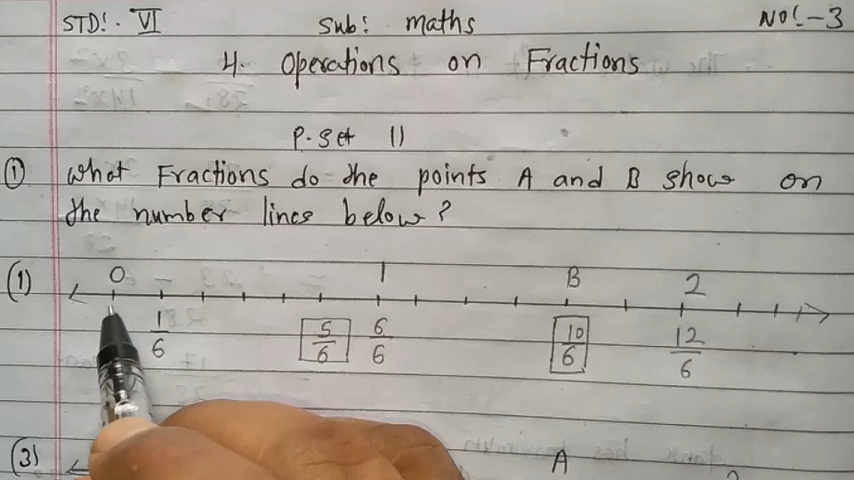 STD:- VI Sub: maths NO:-3
4. Operations on Fractions
P. Set 11
① What Fractions do the points A and B show on
the number lines below?
(1) 0 1 B 2
1/6 5/6 6/6 10/6 12/6
(3) A